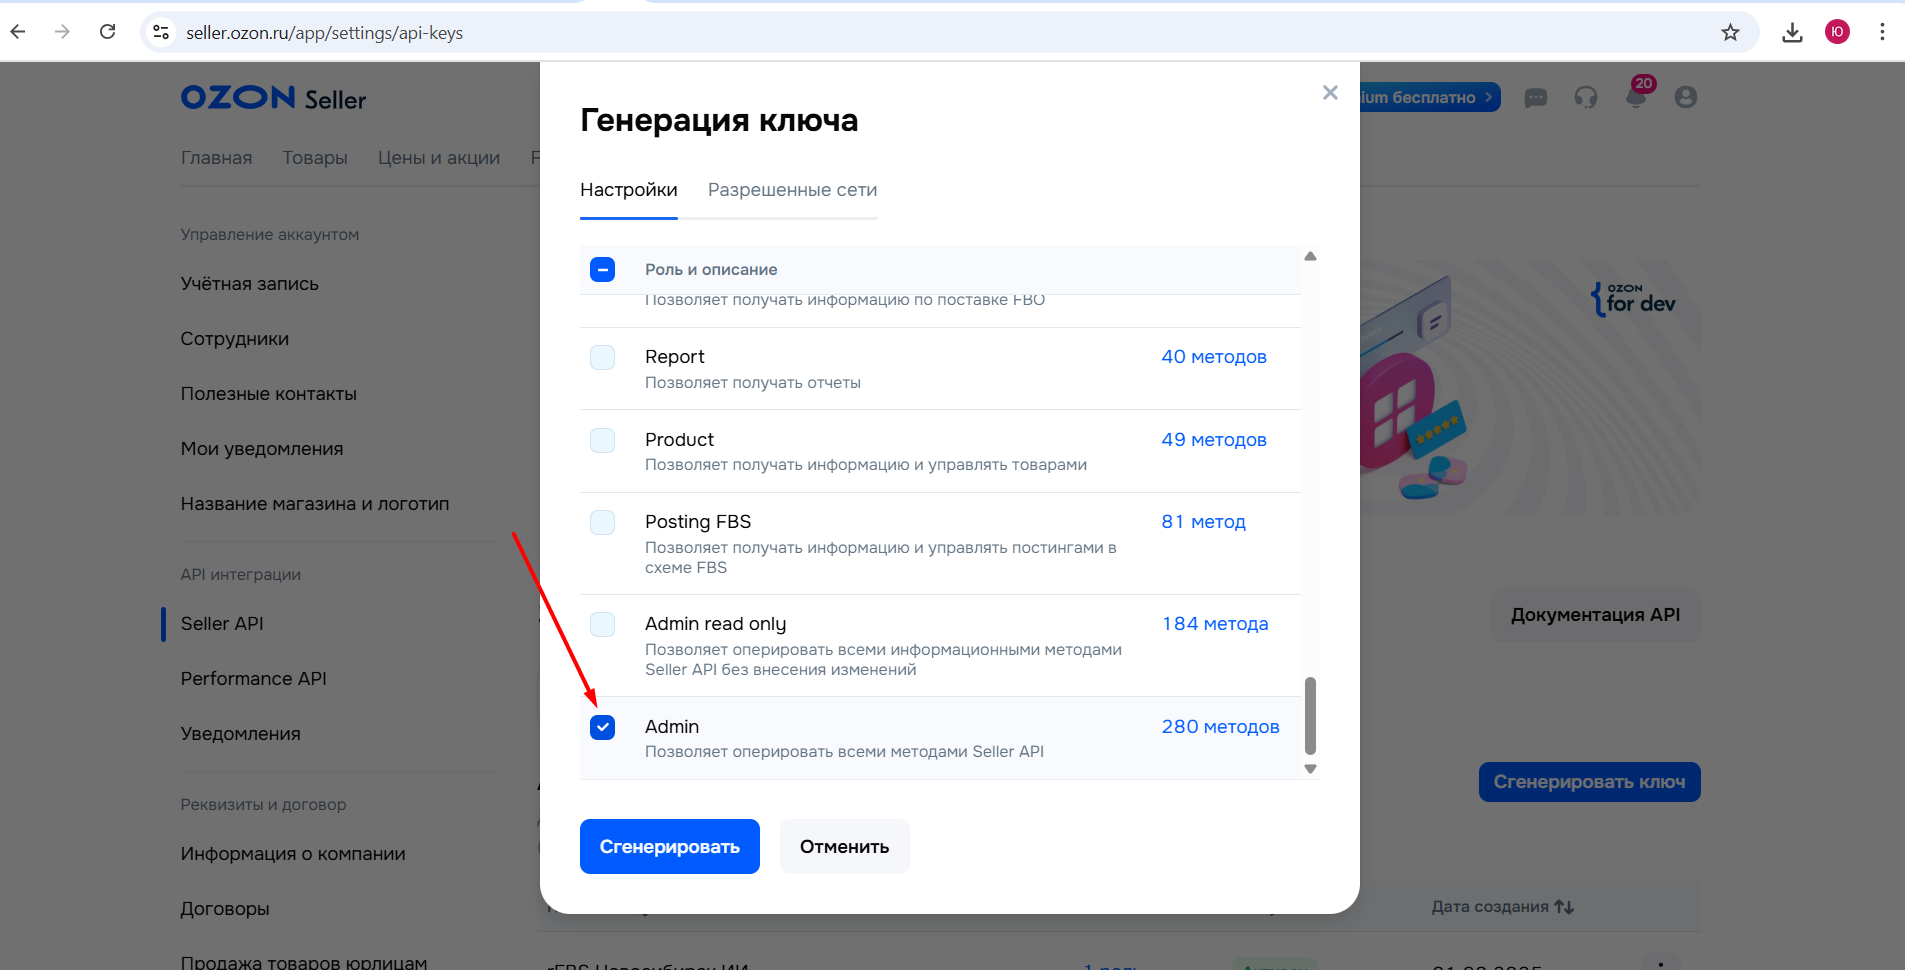 seller.ozon.ru/app/settings/api-keys
Ю
OZON Seller
бесплатно
20
Главная
Товары
Цены и акции
Генерация ключа
Настройки
Разрешенные сети
Управление аккаунтом
Учётная запись
Сотрудники
Полезные контакты
Мои уведомления
Название магазина и логотип
API интеграции
Seller API
Performance API
Уведомления
Реквизиты и договор
Информация о компании
Договоры
Продажа товаров юрлицам
Роль и описание
Позволяет получать информацию по поставке FBO
Report
40 методов
Позволяет получать отчеты
Product
49 методов
Позволяет получать информацию и управлять товарами
Posting FBS
81 метод
Позволяет получать информацию и управлять постингами в
схеме FBS
Admin read only
184 метода
Позволяет оперировать всеми информационными методами
Seller API без внесения изменений
Admin
280 методов
Позволяет оперировать всеми методами Seller API
Сгенерировать
Отменить
OZON
for dev
Документация API
Сгенерировать ключ
Дата создания